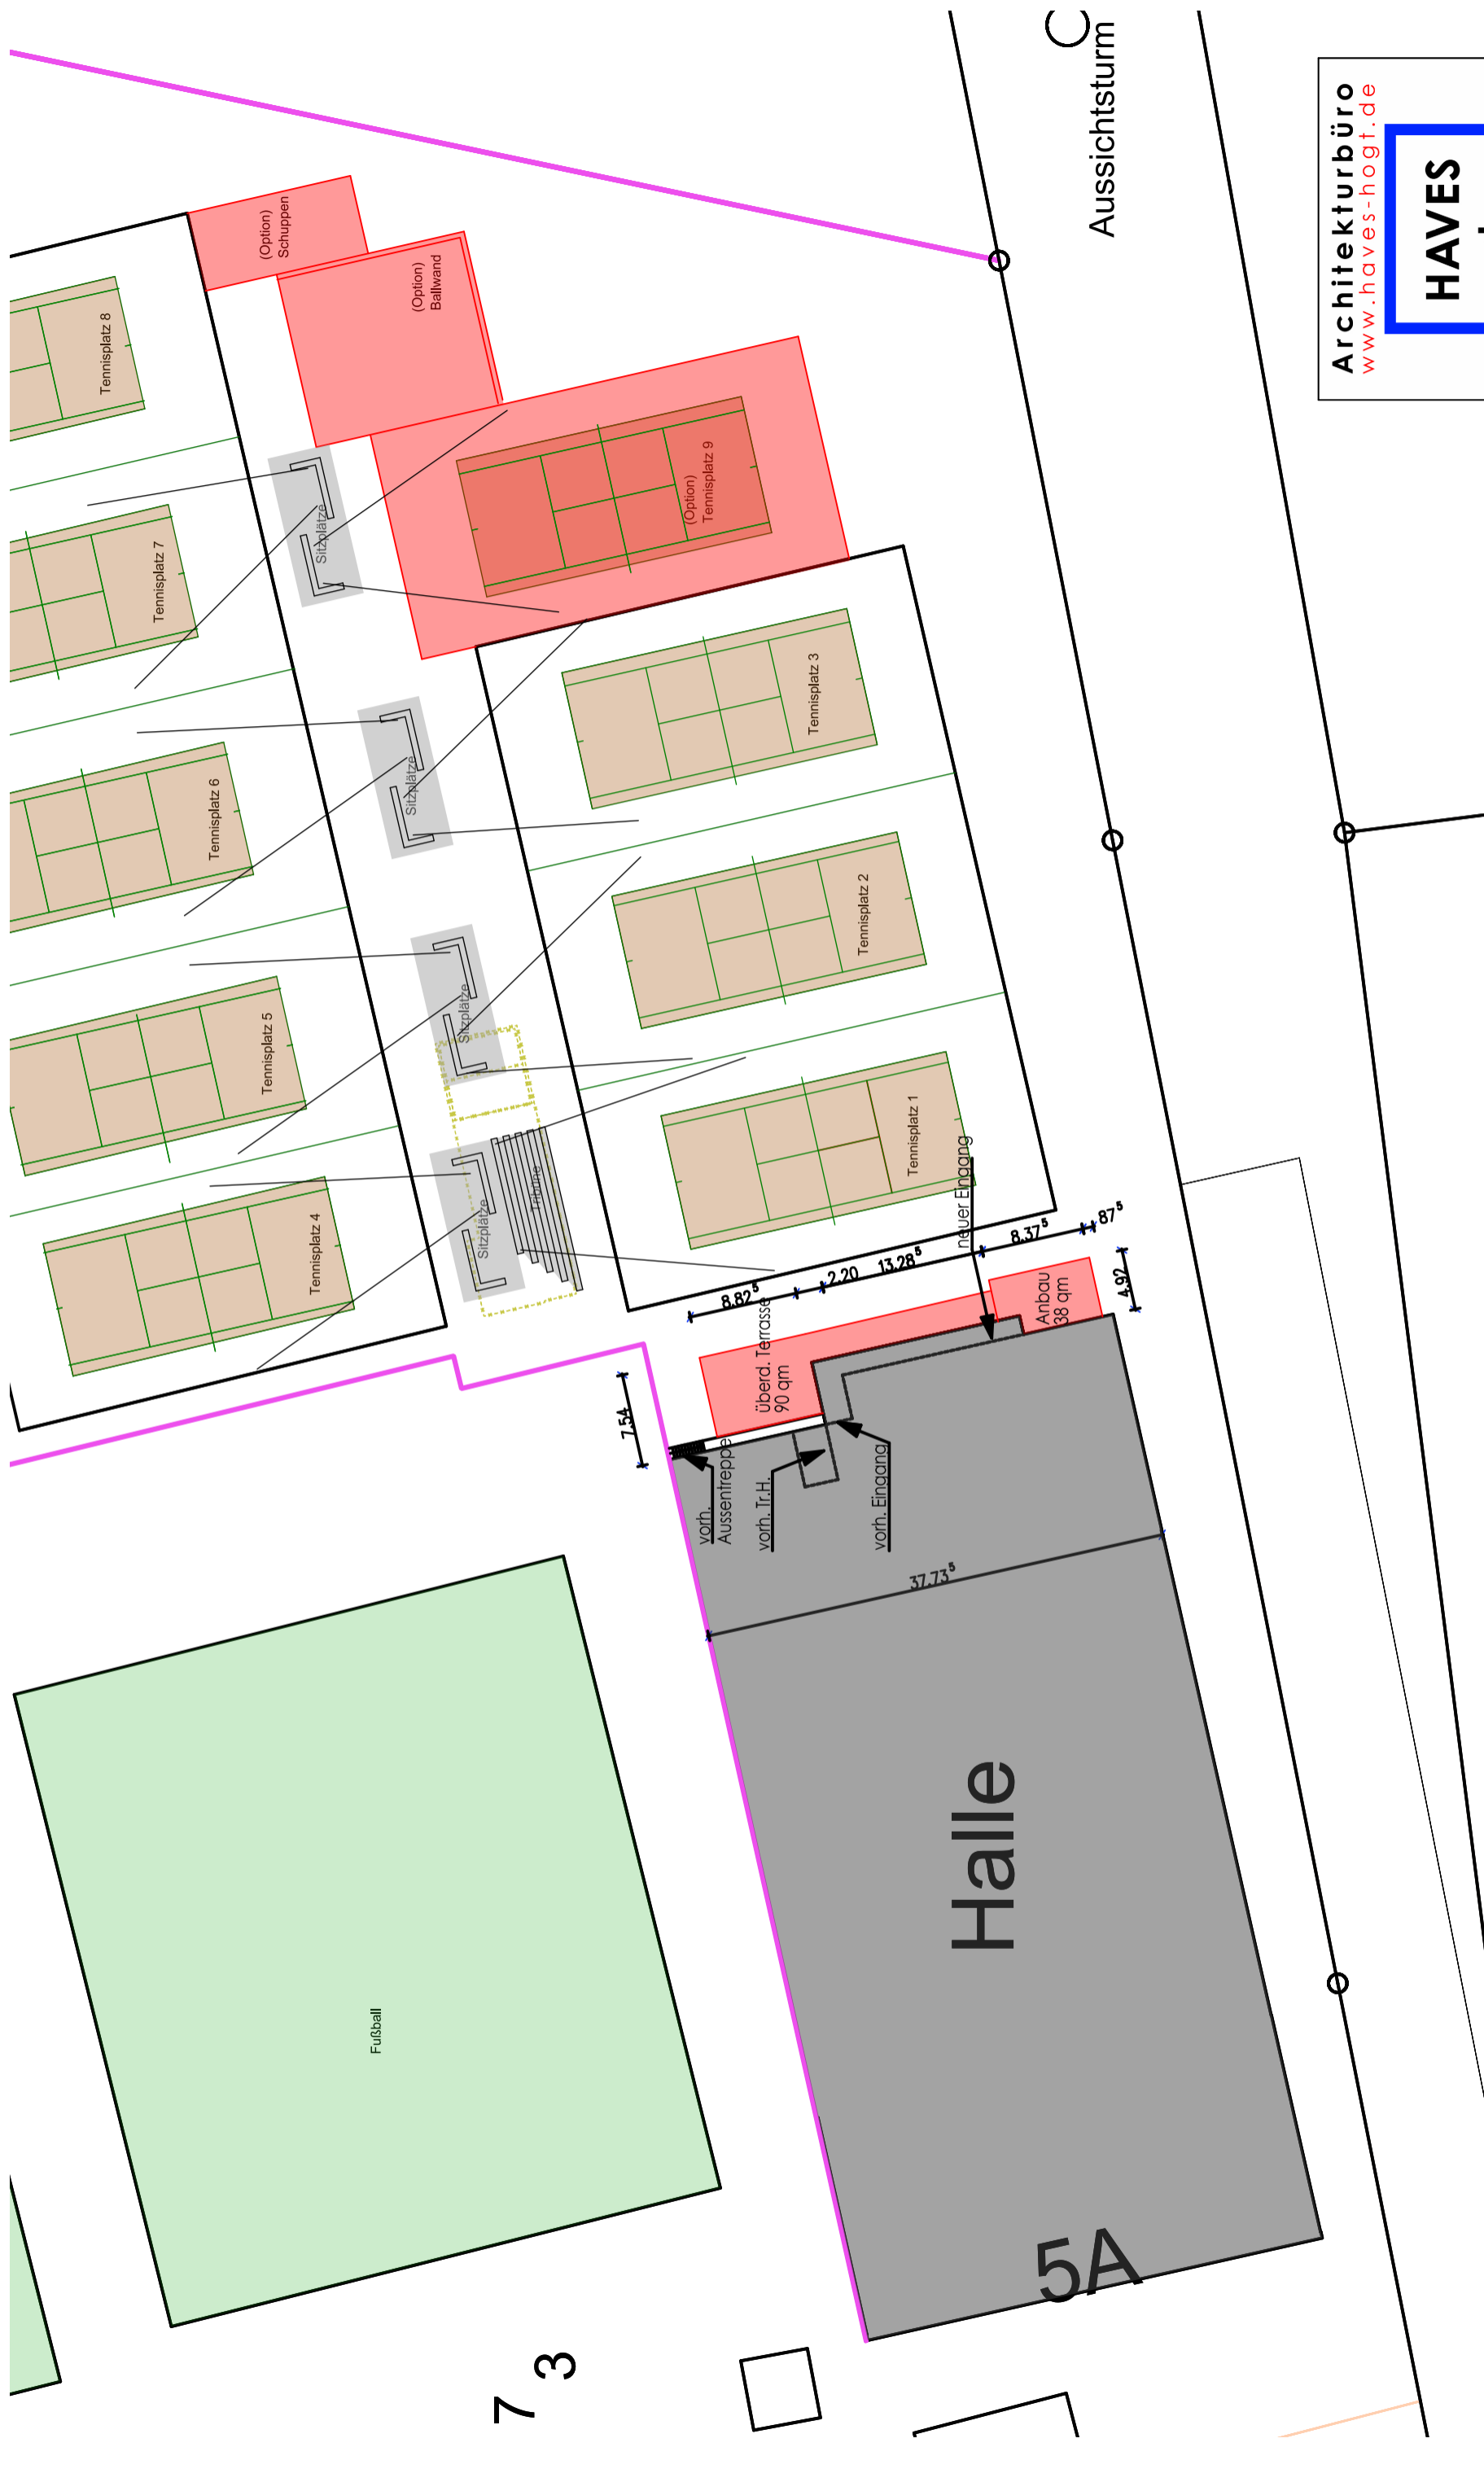 Aussichtsturm
Architekturbüro
www.haves-hogt.de
HAVES
(Option)
Schuppen
(Option)
Ballwand
(Option)
Tennisplatz 9
Tennisplatz 8
Tennisplatz 7
Tennisplatz 6
Tennisplatz 5
Tennisplatz 4
Tennisplatz 3
Tennisplatz 2
Tennisplatz 1
Sitzplätze
Sitzplätze
Sitzplätze
Sitzplätze
Tribüne
neuer Eingang
8.82⁵
2.20
13.28⁵
8.37⁵
87⁵
4.92
7.54
überd. Terrasse
90 qm
Anbau
38 qm
vorh.
Aussentreppe
vorh. Tr.H.
vorh. Eingang
37.73⁵
Halle
5A
Fußball
7
3